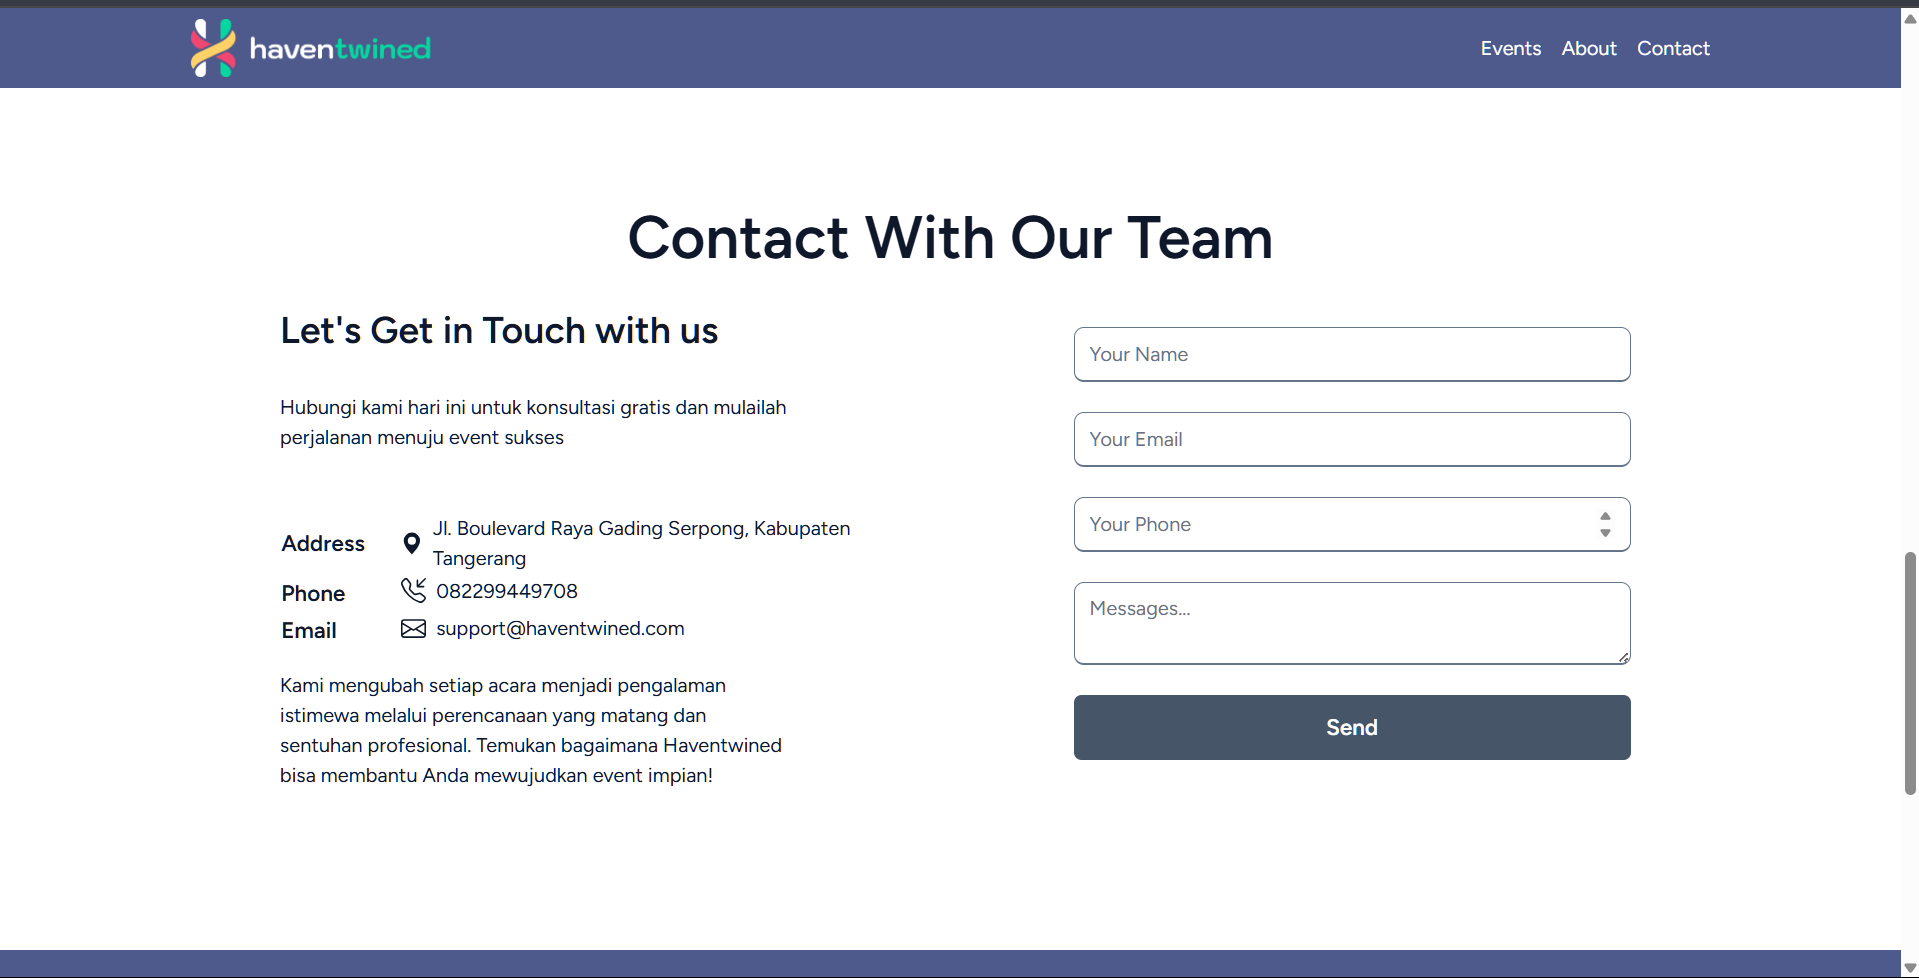 haventwined
Events About Contact
Contact With Our Team
Let's Get in Touch with us
Hubungi kami hari ini untuk konsultasi gratis dan mulailah
perjalanan menuju event sukses
Address
Jl. Boulevard Raya Gading Serpong, Kabupaten
Tangerang
Phone
082299449708
Email
support@haventwined.com
Kami mengubah setiap acara menjadi pengalaman
istimewa melalui perencanaan yang matang dan
sentuhan profesional. Temukan bagaimana Haventwined
bisa membantu Anda mewujudkan event impian!
Your Name
Your Email
Your Phone
Messages...
Send